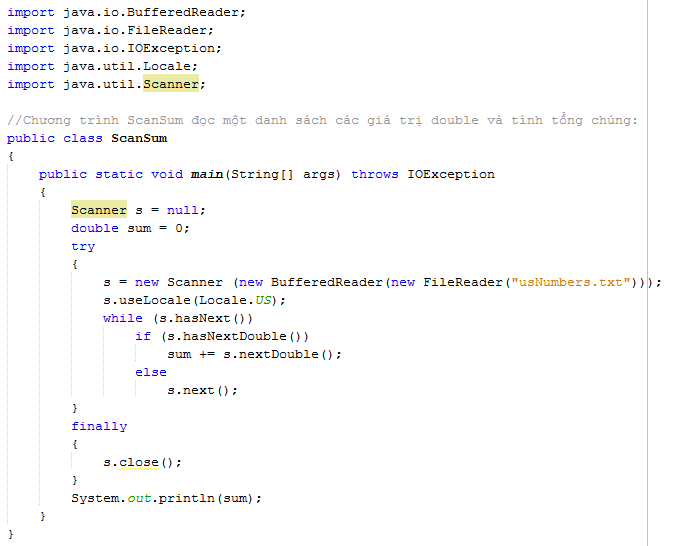 import java.io.BufferedReader;
import java.io.FileReader;
import java.io.IOException;
import java.util.Locale;
import java.util.Scanner;
//Chương trình ScanSum đọc một danh sách các giá trị double và tính tổng chúng:
public class ScanSum
{
public static void main(String[] args) throws IOException
{
Scanner s = null;
double sum = 0;
try
{
s = new Scanner (new BufferedReader(new FileReader("usNumbers.txt")));
s.useLocale(Locale.US);
while (s.hasNext())
if (s.hasNextDouble())
sum += s.nextDouble();
else
s.next();
}
finally
{
s.close();
}
System.out.println(sum);
}
}